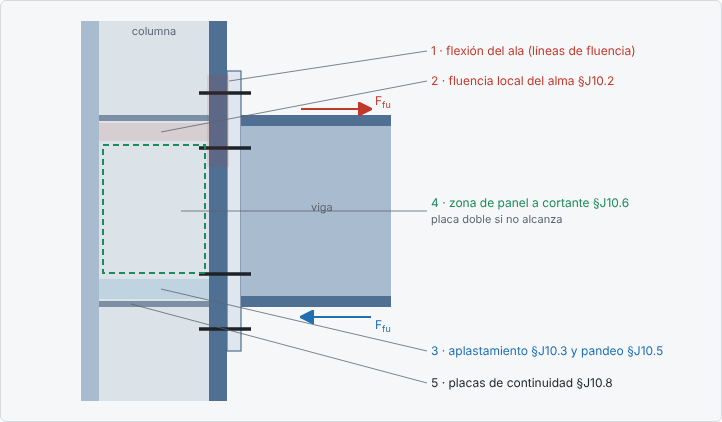 columna
1 · flexión del ala (líneas de fluencia)
2 · fluencia local del alma §J10.2
Ffu
viga
4 · zona de panel a cortante §J10.6
placa doble si no alcanza
Ffu
3 · aplastamiento §J10.3 y pandeo §J10.5
5 · placas de continuidad §J10.8